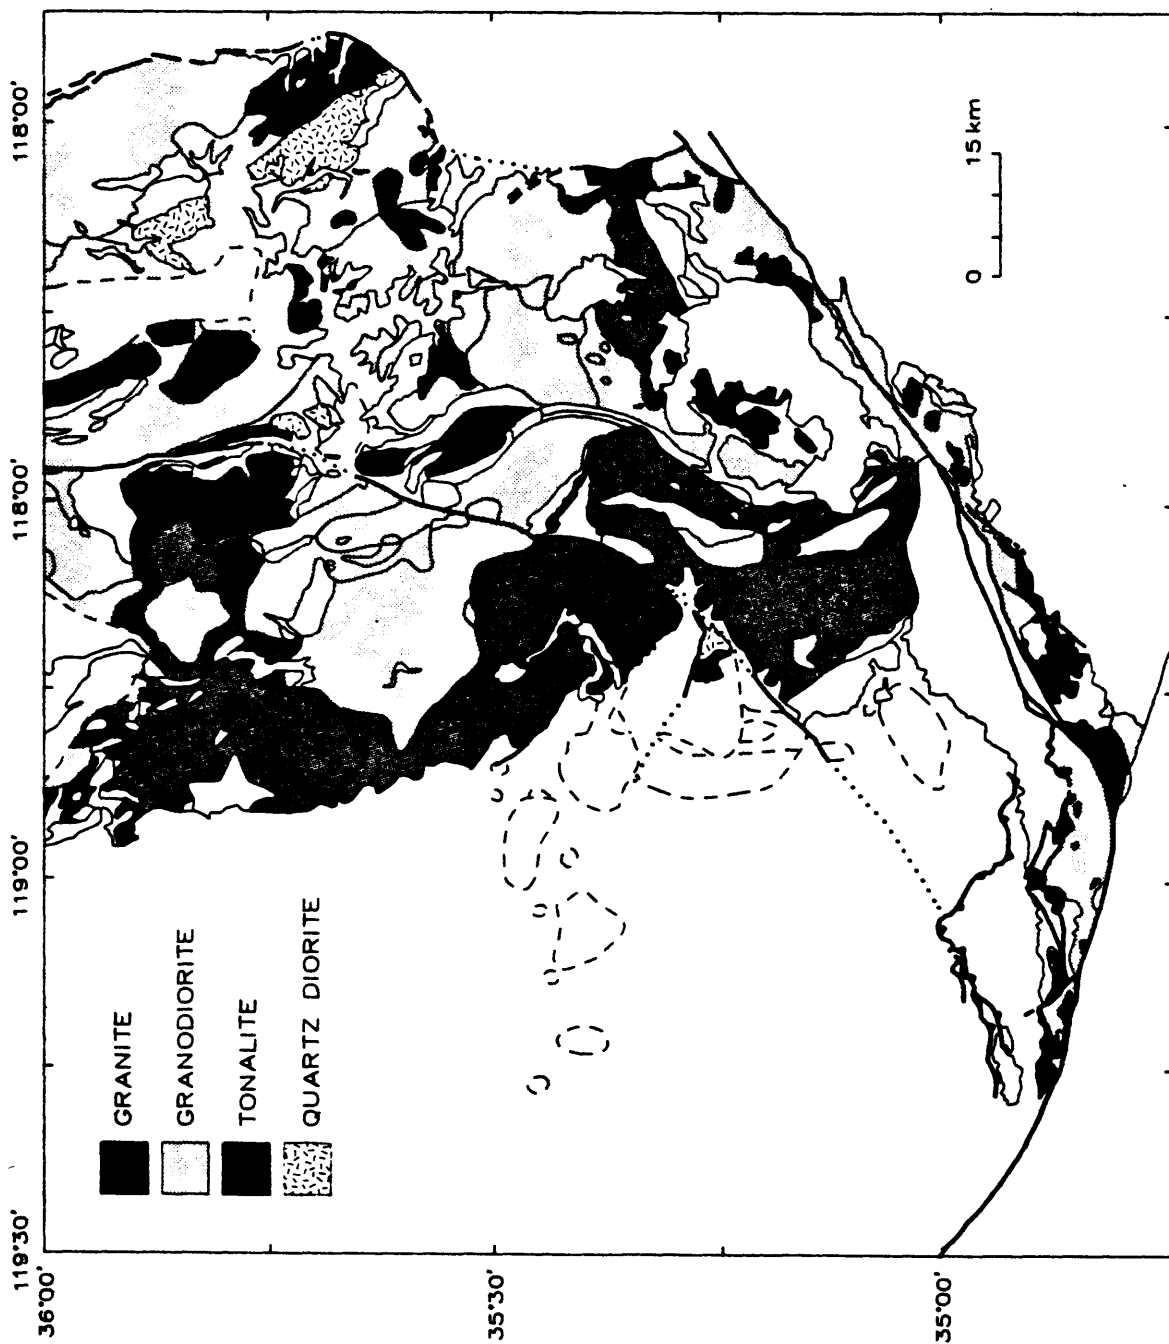 119°30'
119°00'
118°00'
118°00'
36°00'
35°30'
35°00'
GRANITE
GRANODIORITE
TONALITE
QUARTZ DIORITE
0 15 km